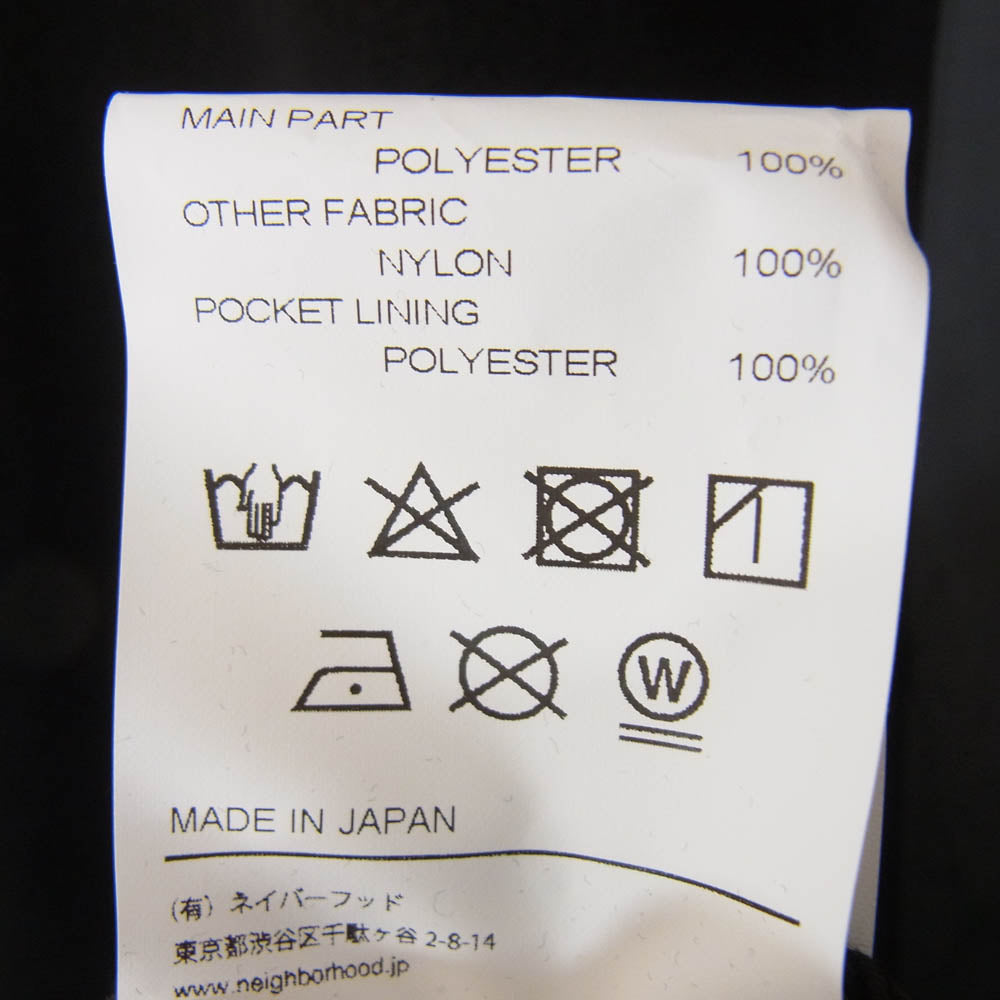 MAIN PART
POLYESTER 100%
OTHER FABRIC
NYLON 100%
POCKET LINING
POLYESTER 100%
W
MADE IN JAPAN
(有) ネイバーフッド
東京都渋谷区千駄ヶ谷 2-8-14
www.neighborhood.jp